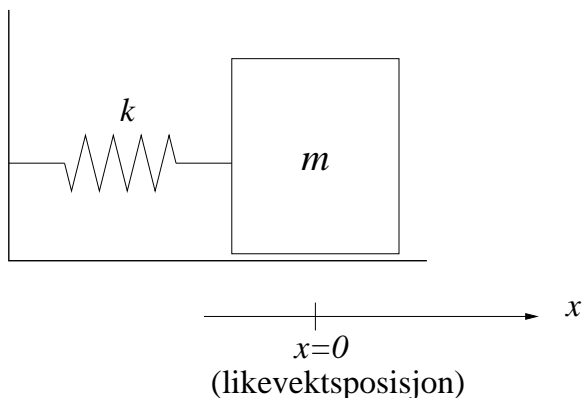 k
m
x
x=0
(likevektsposisjon)